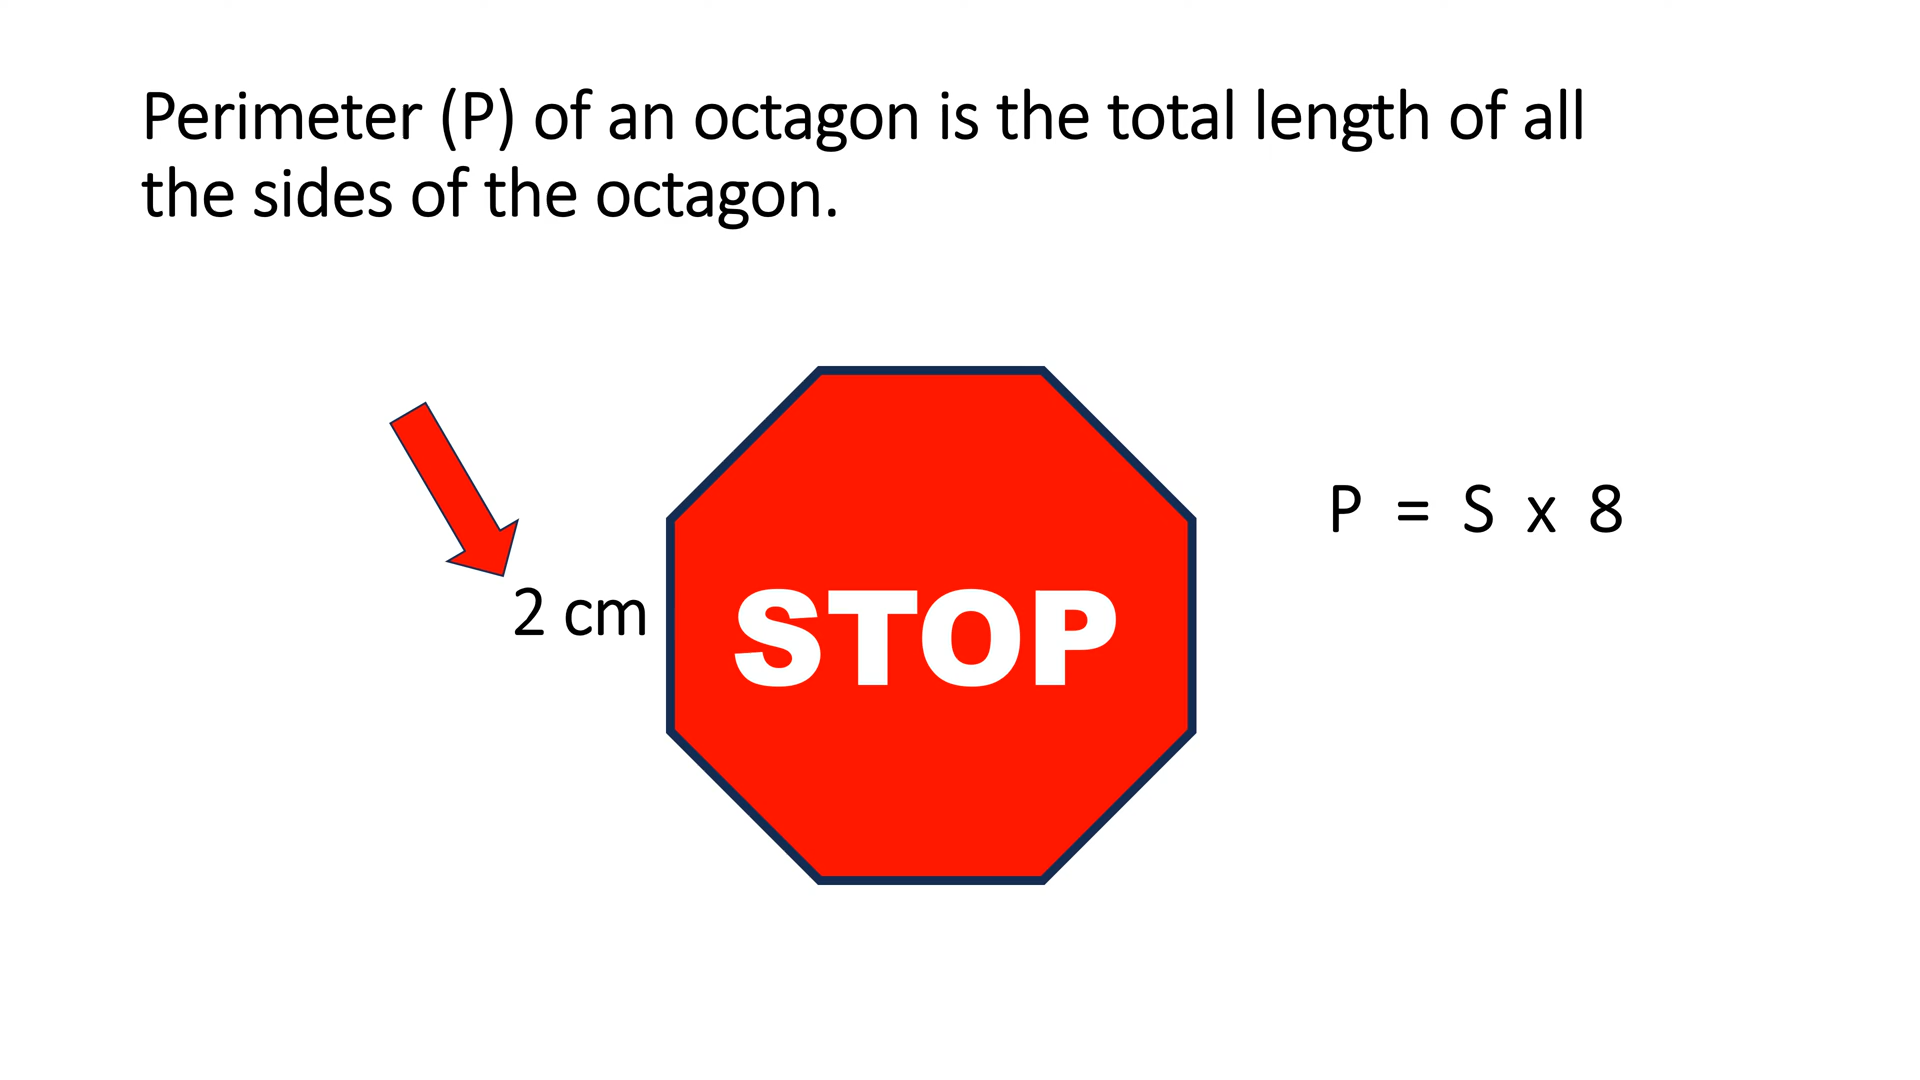 Perimeter (P) of an octagon is the total length of all
the sides of the octagon.
P = S x 8
2 cm
STOP